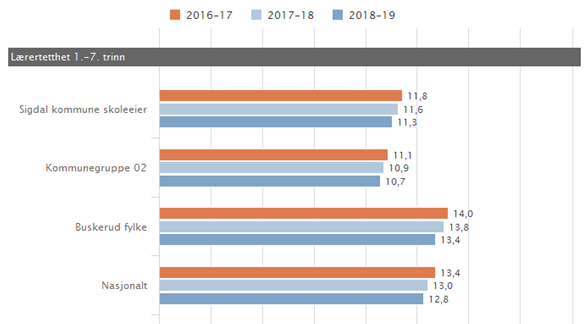 2016-17 2017-18 2018-19
Lærertetthet 1.-7. trinn
Sigdal kommune skoleeier
11,8
11,6
11,3
Kommunegruppe 02
11,1
10,9
10,7
Buskerud fylke
14,0
13,8
13,4
Nasjonalt
13,4
13,0
12,8